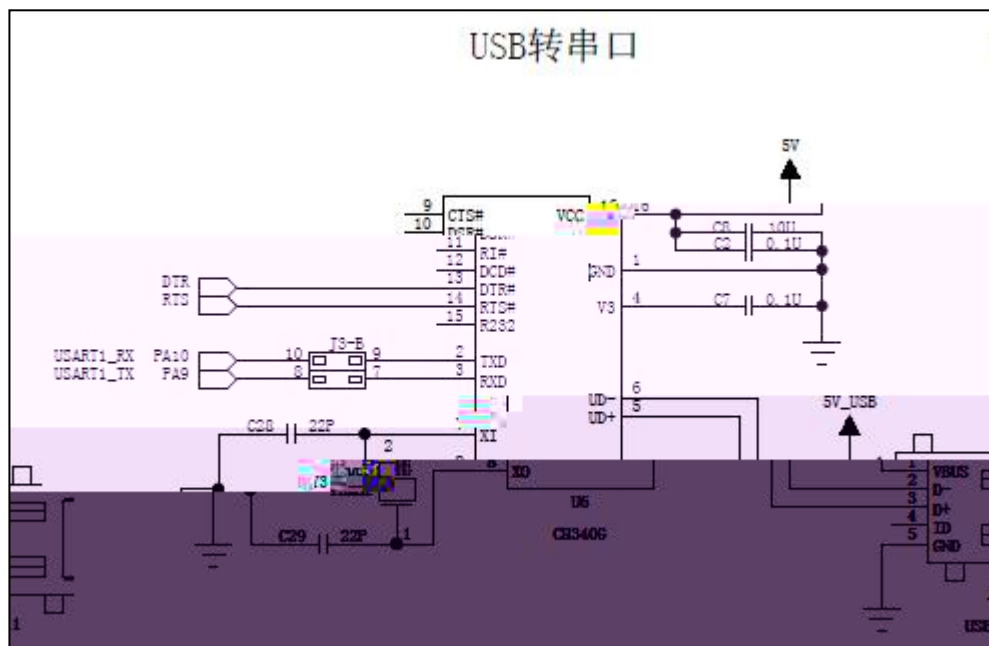 USB转串口
5V
9 CTS# VCC
10 DSR#
C8 10U
11 RI# C2 0.1U
12 DCD# GND 1
DTR 13 DTR#
RTS 14 RTS# V3 4 C7 0.1U
15 R232
J3-B
USART1_RX PA10 10 9 2 TXD
USART1_TX PA9 8 7 3 RXD
UD- 6
UD+ 5 5V_USB
C28 22P XI
2
8 XO 1 VBUS
U6 2 D-
3 D+
C29 22P 1 CH340G 4 ID
5 GND
1